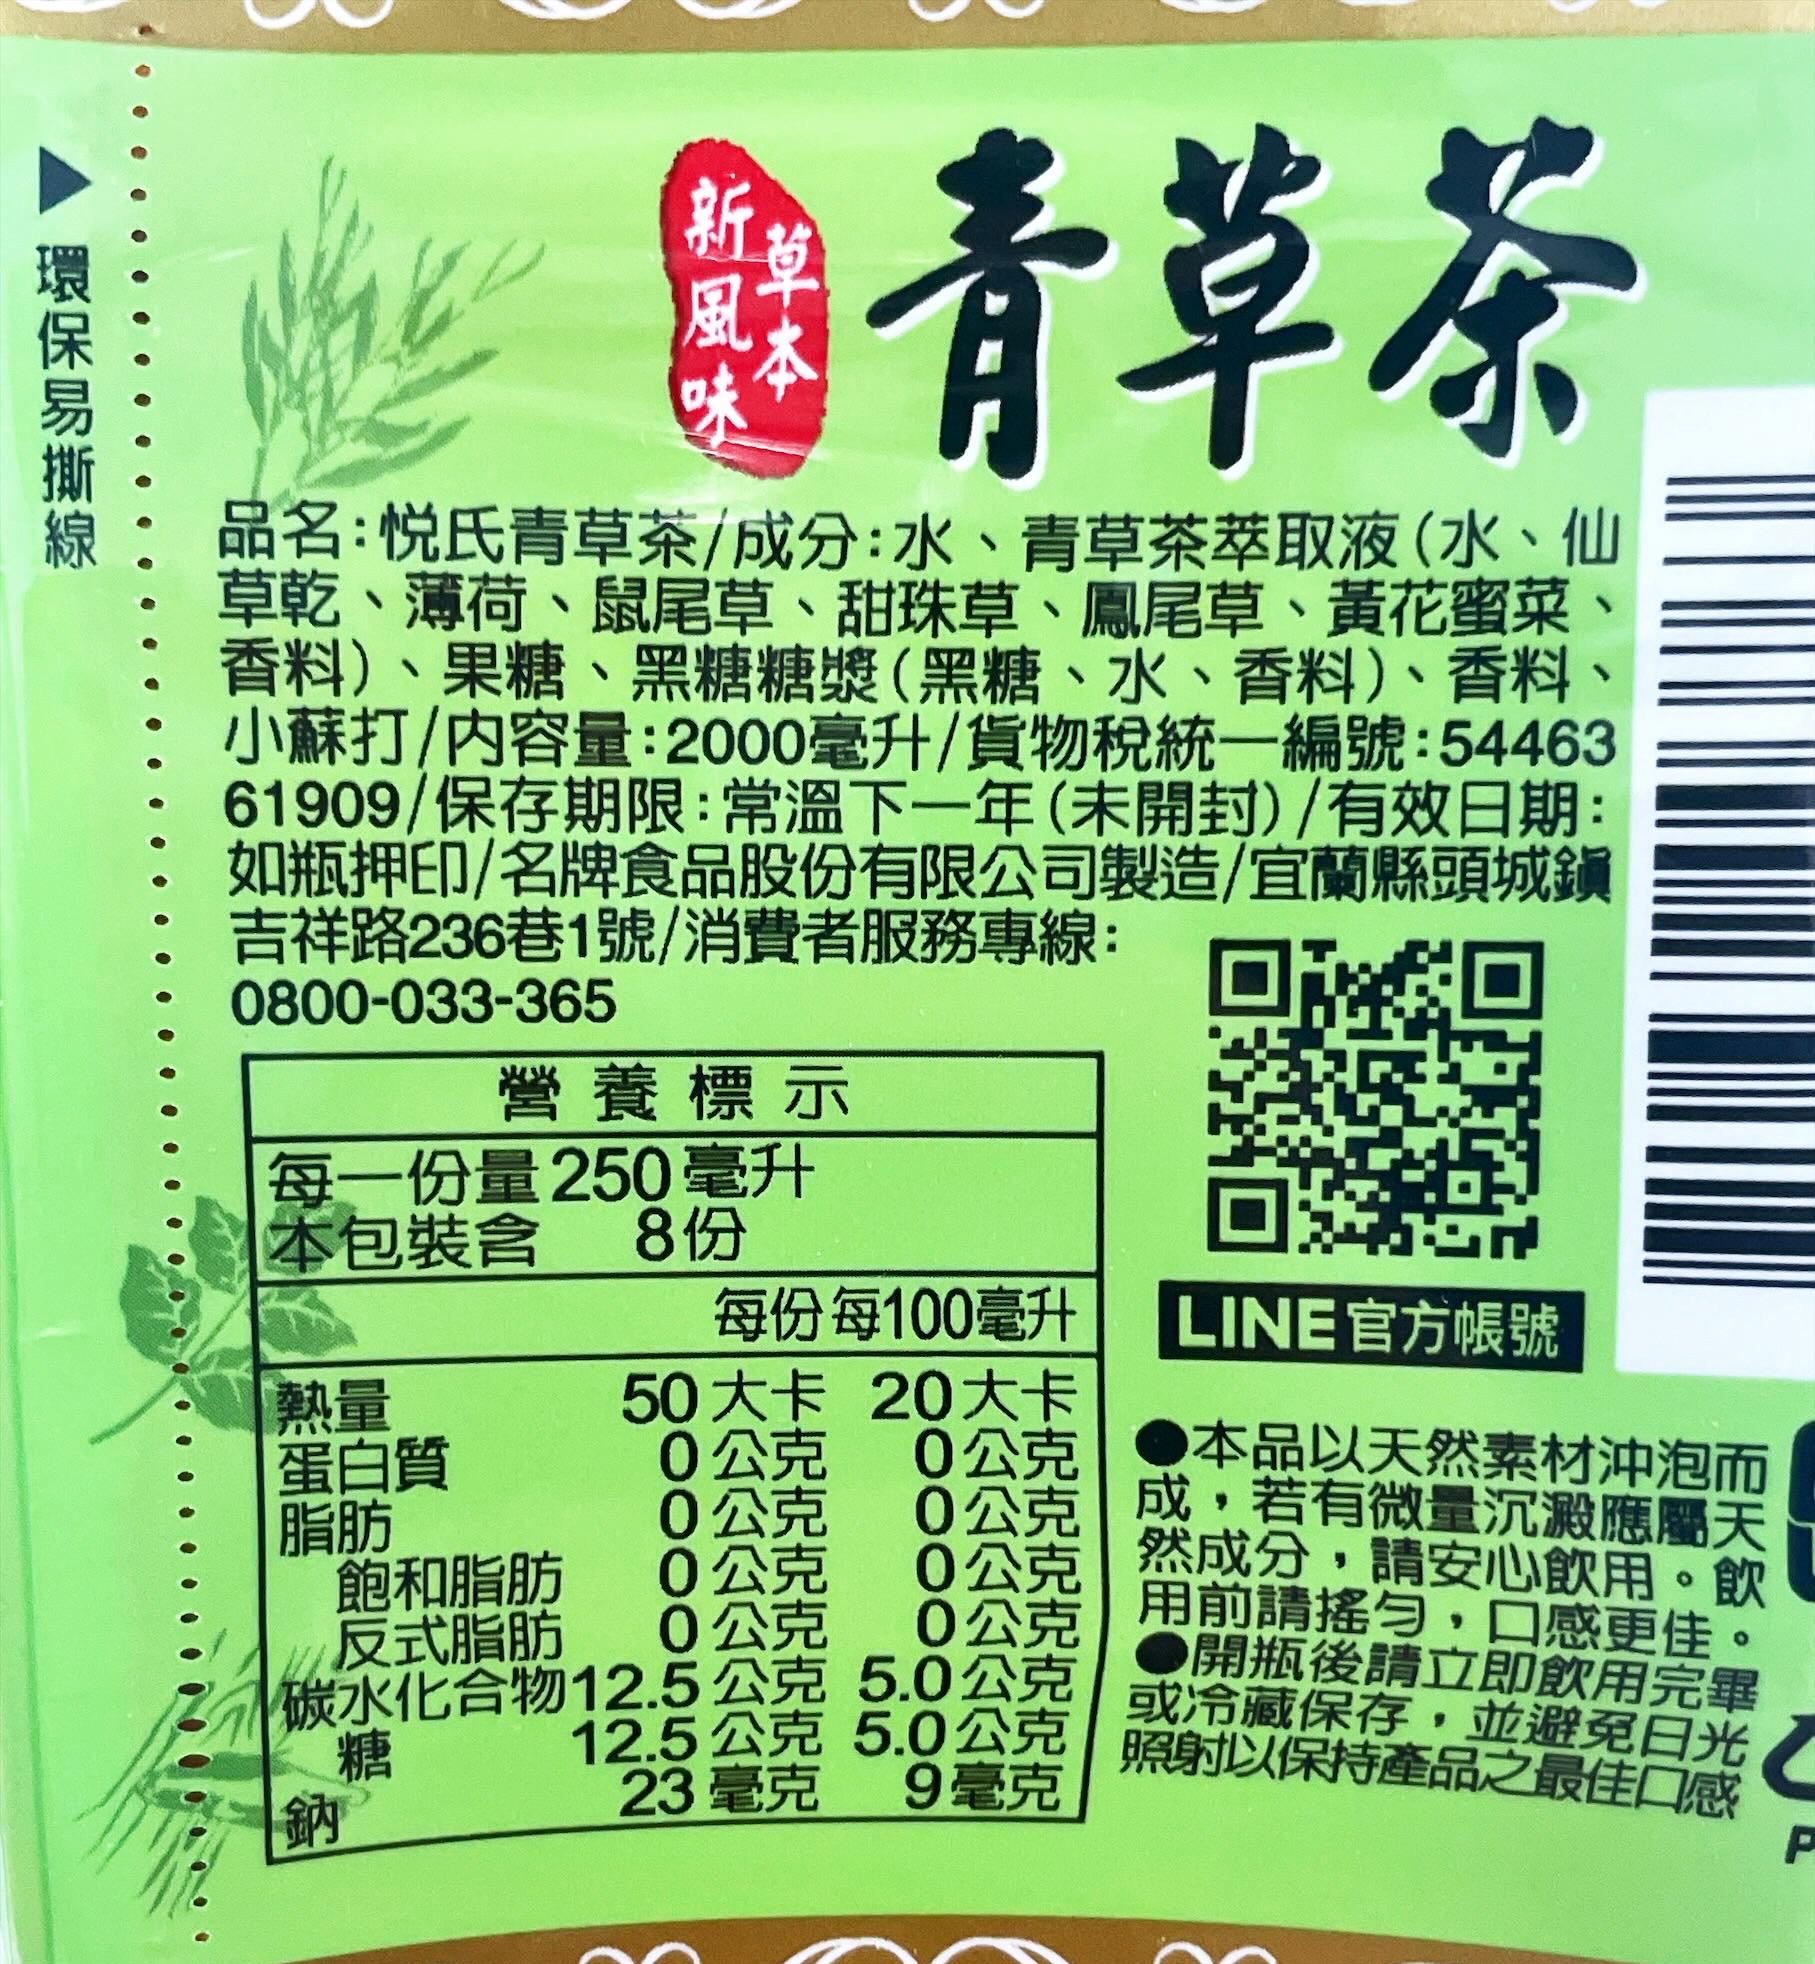 環保易撕線
草本
新風味
青草茶
品名:悅氏青草茶/成分:水、青草茶萃取液(水、仙
草乾、薄荷、鼠尾草、甜珠草、鳳尾草、黃花蜜菜、
香料)、果糖、黑糖糖漿(黑糖、水、香料)、香料、
小蘇打/內容量:2000毫升/貨物稅統一編號:54463
61909/保存期限:常溫下一年(未開封)/有效日期:
如瓶押印/名牌食品股份有限公司製造/宜蘭縣頭城鎮
吉祥路236巷1號/消費者服務專線:
0800-033-365
營養標示
每一份量250毫升
本包裝含 8份
每份 每100毫升
熱量 50大卡 20大卡
蛋白質 0公克 0公克
脂肪 0公克 0公克
飽和脂肪 0公克 0公克
反式脂肪 0公克 0公克
碳水化合物 12.5公克 5.0公克
糖 12.5公克 5.0公克
鈉 23毫克 9毫克
LINE官方帳號
●本品以天然素材沖泡而
成,若有微量沉澱應屬天
然成分,請安心飲用。飲
用前請搖勻,口感更佳。
●開瓶後請立即飲用完畢
或冷藏保存,並避免日光
照射以保持產品之最佳口感